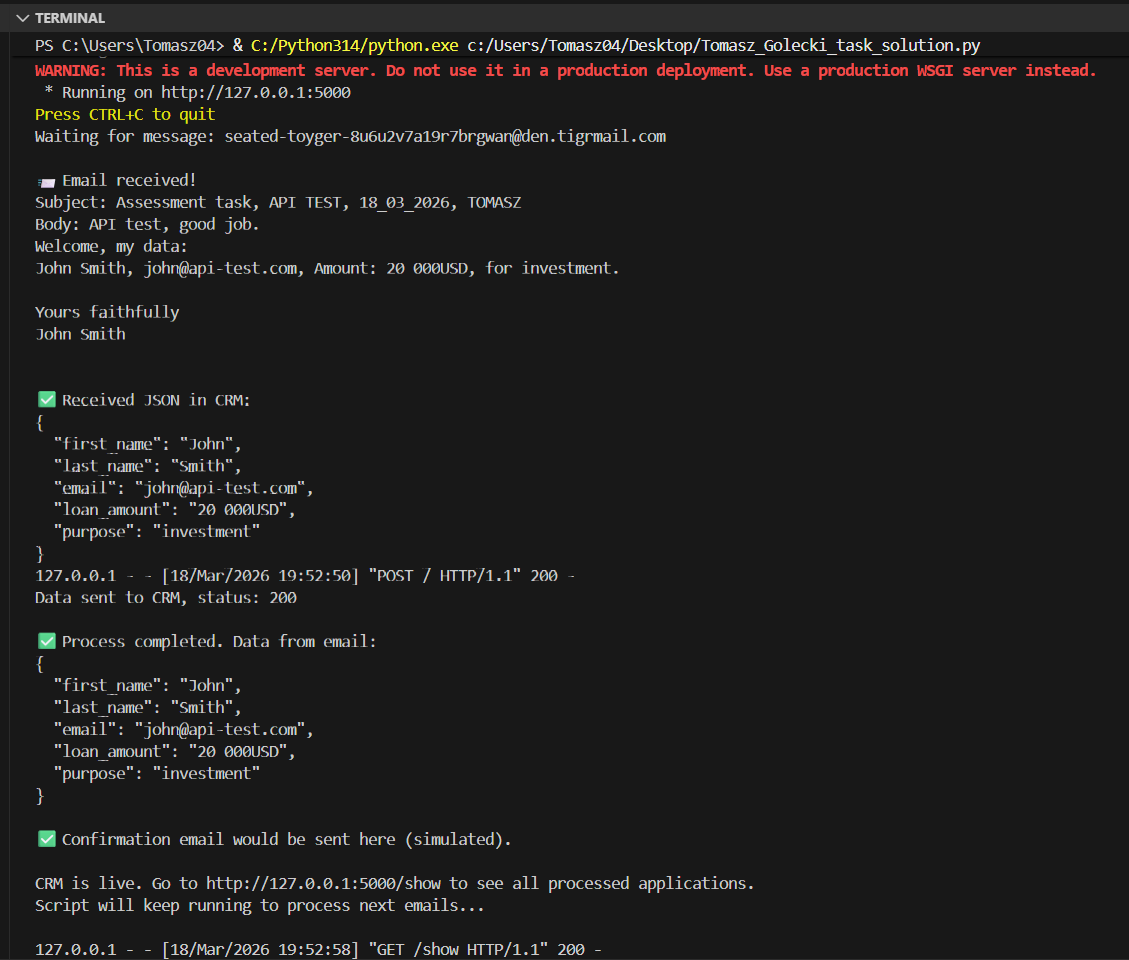 TERMINAL
PS C:\Users\Tomasz04> & C:/Python314/python.exe c:/Users/Tomasz04/Desktop/Tomasz_Golecki_task_solution.py
WARNING: This is a development server. Do not use it in a production deployment. Use a production WSGI server instead.
 * Running on http://127.0.0.1:5000
Press CTRL+C to quit
Waiting for message: seated-toyger-8u6u2v7a19r7brgwan@den.tigrmail.com
📨 Email received!
Subject: Assessment task, API TEST, 18_03_2026, TOMASZ
Body: API test, good job.
Welcome, my data:
John Smith, john@api-test.com, Amount: 20 000USD, for investment.
Yours faithfully
John Smith
✅ Received JSON in CRM:
{
  "first_name": "John",
  "last_name": "Smith",
  "email": "john@api-test.com",
  "loan_amount": "20 000USD",
  "purpose": "investment"
}
127.0.0.1 - - [18/Mar/2026 19:52:50] "POST / HTTP/1.1" 200 -
Data sent to CRM, status: 200
✅ Process completed. Data from email:
{
  "first_name": "John",
  "last_name": "Smith",
  "email": "john@api-test.com",
  "loan_amount": "20 000USD",
  "purpose": "investment"
}
✅ Confirmation email would be sent here (simulated).
CRM is live. Go to http://127.0.0.1:5000/show to see all processed applications.
Script will keep running to process next emails...
127.0.0.1 - - [18/Mar/2026 19:52:58] "GET /show HTTP/1.1" 200 -